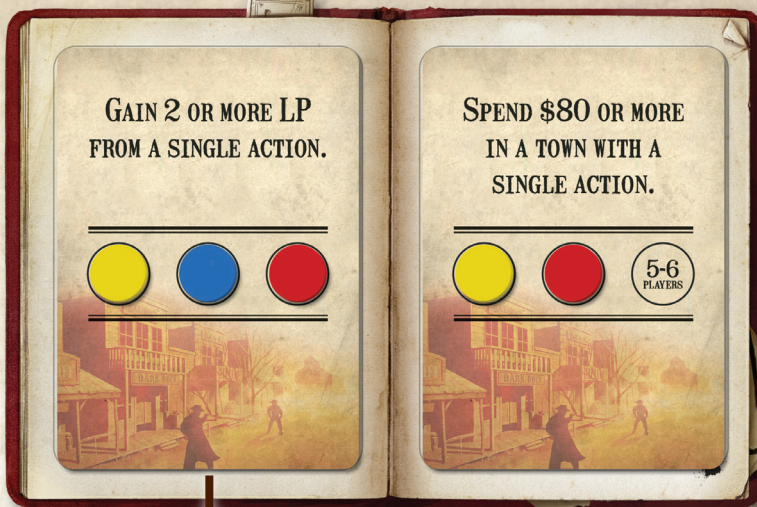 GAIN 2 OR MORE LP
FROM A SINGLE ACTION.
SPEND $80 OR MORE
IN A TOWN WITH A
SINGLE ACTION.
5-6
PLAYERS